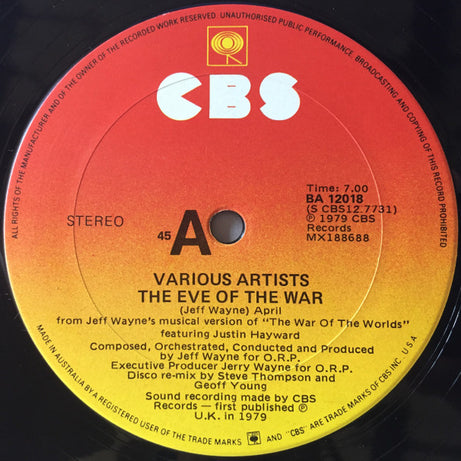 ALL RIGHTS OF THE MANUFACTURER AND OF THE OWNER OF THE RECORDED WORK RESERVED. UNAUTHORISED PUBLIC PERFORMANCE, BROADCASTING AND COPYING OF THIS RECORD PROHIBITED
CBS
Time: 7.00
BA 12018
(S CBS12.7731)
Ⓟ 1979 CBS
Records
MX188688
STEREO
45 A
VARIOUS ARTISTS
THE EVE OF THE WAR
(Jeff Wayne) April
from Jeff Wayne's musical version of "The War Of The Worlds"
featuring Justin Hayward
Composed, Orchestrated, Conducted and Produced
by Jeff Wayne for O.R.P.
Executive Producer Jerry Wayne for O.R.P.
Disco re-mix by Steve Thompson and
Geoff Young
Sound recording made by CBS
Records — first published Ⓟ
U.K. in 1979
MADE IN AUSTRALIA BY A REGISTERED USER OF THE TRADE MARKS AND "CBS" ARE TRADE MARKS OF CBS INC. U S A